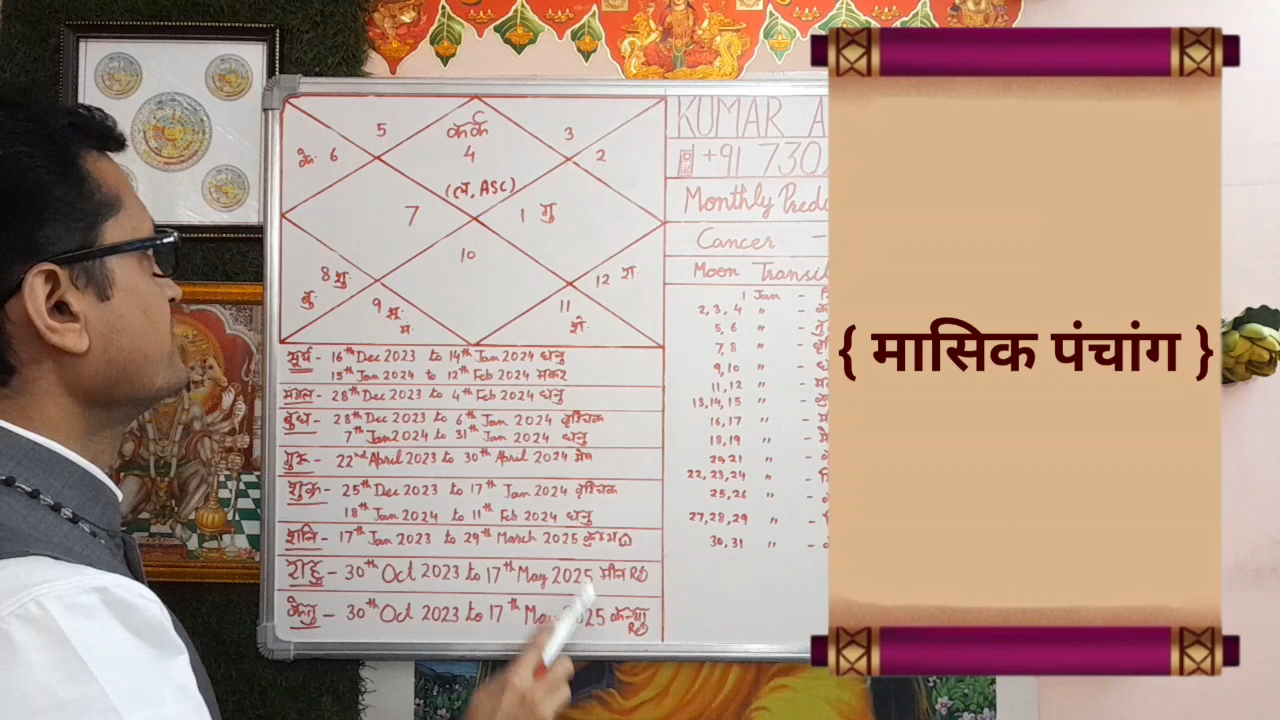 5
कर्क
3
के. 6
4
2
(ल, ASC)
7
1 गु
10
8 शु
बु.
9 सू
मं.
11
श.
12 रा.
सूर्य - 16th Dec 2023 to 14th Jan 2024 धनु
15th Jan 2024 to 12th Feb 2024 मकर
मंगल - 28th Dec 2023 to 4th Feb 2024 धनु
बुध - 28th Dec 2023 to 6th Jan 2024 वृश्चिक
7th Jan 2024 to 31st Jan 2024 धनु
गुरू - 22nd April 2023 to 30th April 2024 मेष
शुक्र - 25th Dec 2023 to 17th Jan 2024 वृश्चिक
18th Jan 2024 to 11th Feb 2024 धनु
शनि - 17th Jan 2023 to 29th March 2025 कुम्भ
राहु - 30th Oct 2023 to 17th May 2025 मीन R
केतु - 30th Oct 2023 to 17th May 2025 कन्या
R
KUMAR A
+91 730
Monthly Pred
Cancer -
Moon Transi
1 Jan -
2, 3, 4 " -
5, 6 " -
7, 8 " -
9, 10 " -
11, 12 " -
13, 14, 15 " -
16, 17 " -
18, 19 " -
20, 21 " -
22, 23, 24 " -
25, 26 " -
27, 28, 29 " -
30, 31 " -
{ मासिक पंचांग }